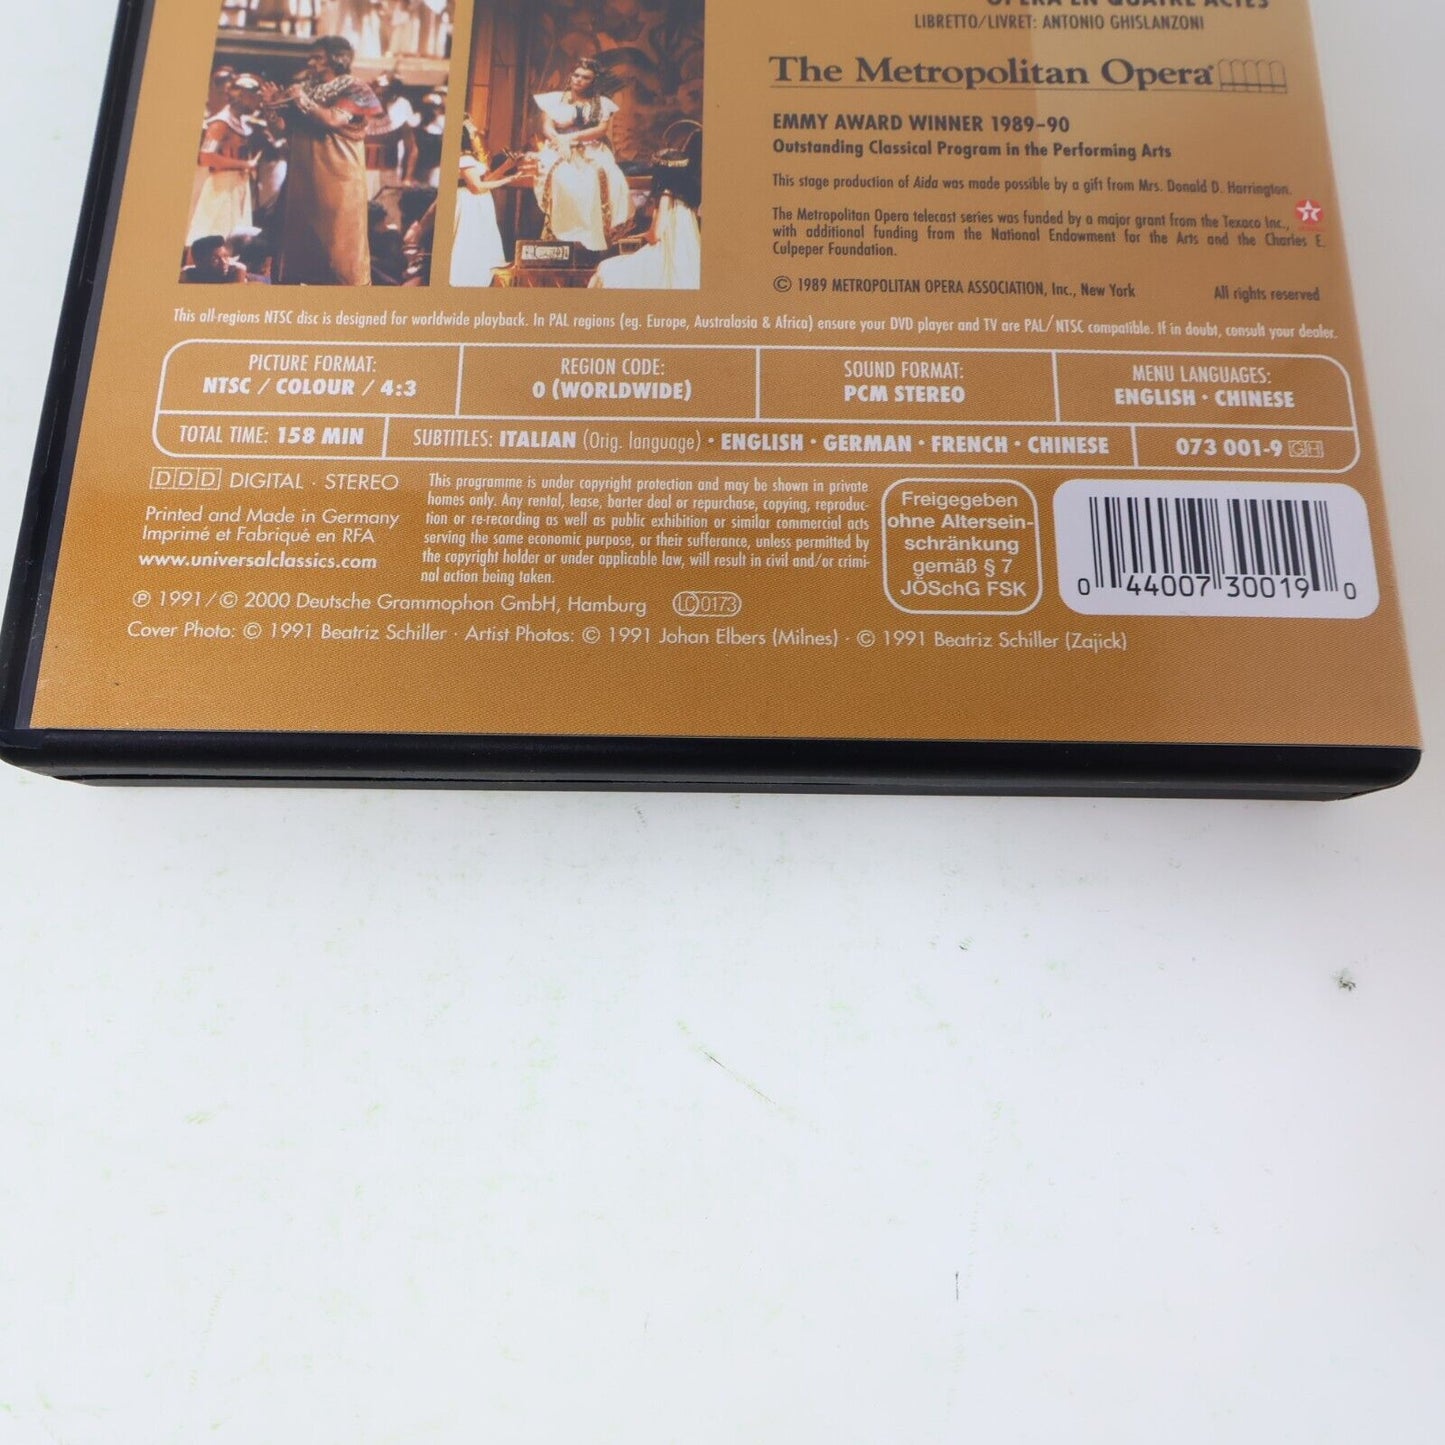 OPÉRA EN QUATRE ACTES
LIBRETTO/LIVRET: ANTONIO GHISLANZONI
The Metropolitan Opera®
EMMY AWARD WINNER 1989–90
Outstanding Classical Program in the Performing Arts
This stage production of Aida was made possible by a gift from Mrs. Donald D. Harrington.
The Metropolitan Opera telecast series was funded by a major grant from the Texaco Inc.,
with additional funding from the National Endowment for the Arts and the Charles E.
Culpeper Foundation.
© 1989 METROPOLITAN OPERA ASSOCIATION, Inc., New York All rights reserved
This all-regions NTSC disc is designed for worldwide playback. In PAL regions (eg. Europe, Australasia & Africa) ensure your DVD player and TV are PAL/NTSC compatible. If in doubt, consult your dealer.
PICTURE FORMAT:
NTSC / COLOUR / 4:3
REGION CODE:
0 (WORLDWIDE)
SOUND FORMAT:
PCM STEREO
MENU LANGUAGES:
ENGLISH · CHINESE
TOTAL TIME: 158 MIN
SUBTITLES: ITALIAN (Orig. language) · ENGLISH · GERMAN · FRENCH · CHINESE
073 001-9 GH
DDD DIGITAL · STEREO
Printed and Made in Germany
Imprimé et Fabriqué en RFA
www.universalclassics.com
This programme is under copyright protection and may be shown in private
homes only. Any rental, lease, barter deal or repurchase, copying, reproduc-
tion or re-recording as well as public exhibition or similar commercial acts
serving the same economic purpose, or their sufferance, unless permitted by
the copyright holder or under applicable law, will result in civil and/or crimi-
nal action being taken.
Freigegeben
ohne Altersein-
schränkung
gemäß § 7
JÖSchG FSK
0 44007 30019 0
℗ 1991/© 2000 Deutsche Grammophon GmbH, Hamburg LC 0173
Cover Photo: © 1991 Beatriz Schiller · Artist Photos: © 1991 Johan Elbers (Milnes) · © 1991 Beatriz Schiller (Zajick)